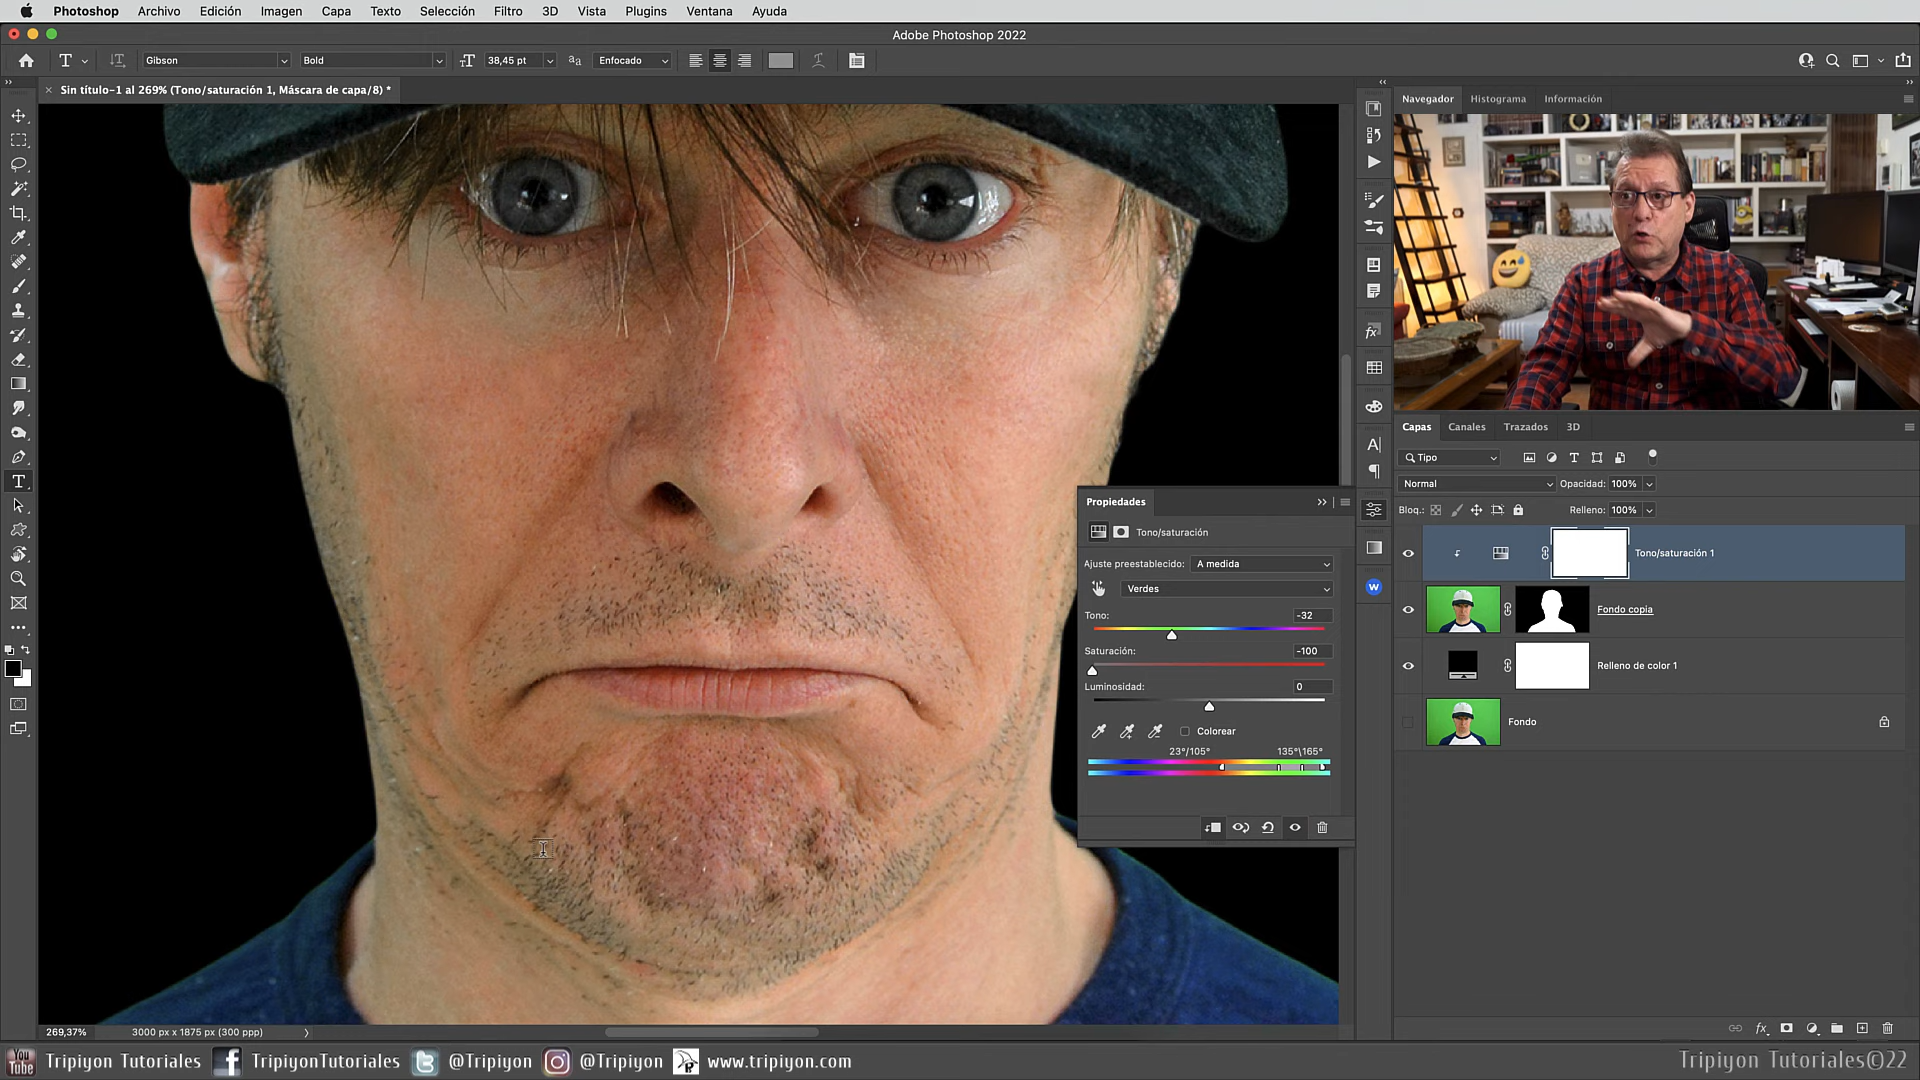 Photoshop Archivo Edición Imagen Capa Texto Selección Filtro 3D Vista Plugins Ventana Ayuda
Adobe Photoshop 2022
Gibson Bold 38,45 pt aa Enfocado
Sin título-1 al 269% (Tono/saturación 1, Máscara de capa/8) *
Navegador Histograma Información
Capas Canales Trazados 3D
Tipo
Normal Opacidad: 100%
Bloq.: Relleno: 100%
Tono/saturación 1
Fondo copia
Relleno de color 1
Fondo
Propiedades
Tono/saturación
Ajuste preestablecido: A medida
Verdes
Tono: -32
Saturación: -100
Luminosidad: 0
Colorear
23°/105° 135°\165°
269,37% 3000 px x 1875 px (300 ppp)
YouTube Tripiyon Tutoriales TripiyonTutoriales @Tripiyon @Tripiyon www.tripiyon.com
Tripiyon Tutoriales©22